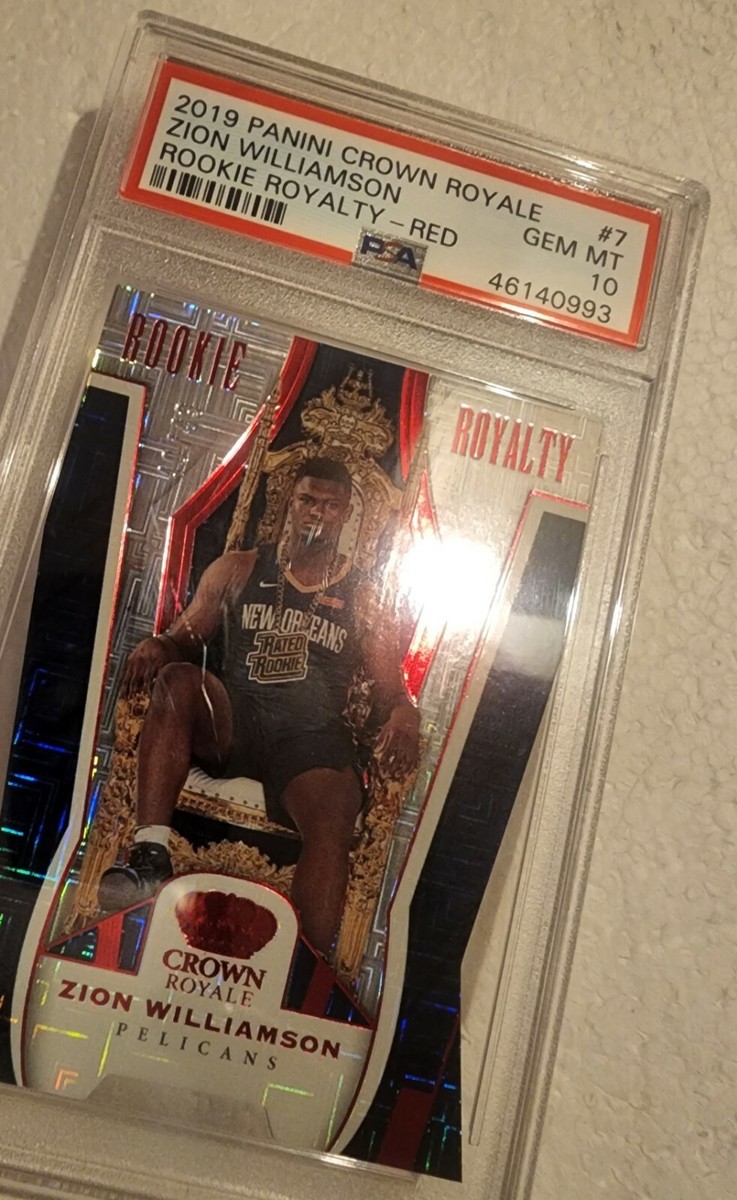 2019 PANINI CROWN ROYALE
#7
ZION WILLIAMSON
GEM MT
ROOKIE ROYALTY – RED
10
PSA
46140993
ROOKIE
ROYALTY
NEW ORLEANS
RATED
ROOKIE
CROWN
ROYALE
ZION WILLIAMSON
PELICANS